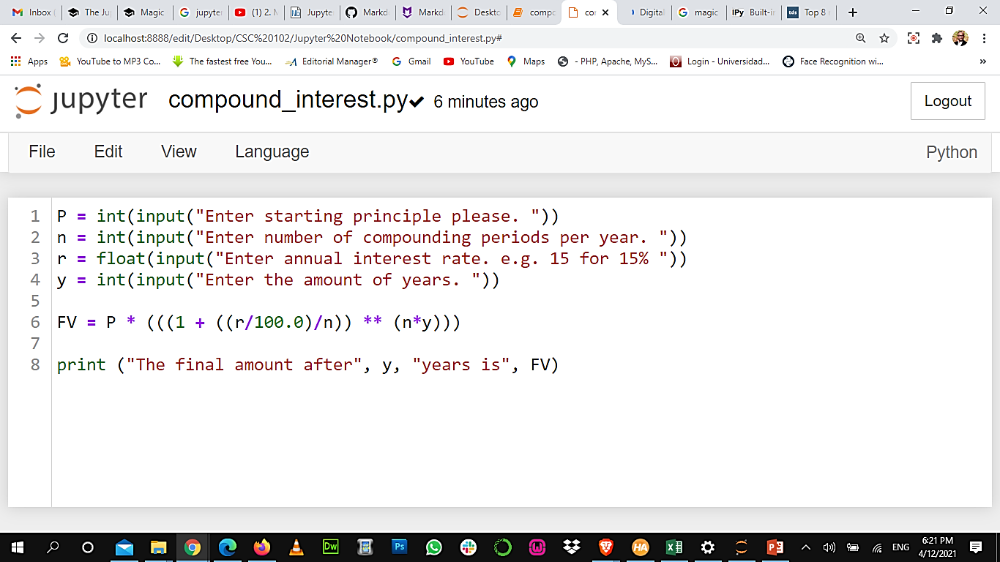 Inbox The Ju Magic jupyte (1) 2. M Jupyte Markd Markd Deskto compo cor Digital magic IPy Built-in tds Top 8
localhost:8888/edit/Desktop/CSC%20102/Jupyter%20Notebook/compound_interest.py#
Apps YouTube to MP3 Co... The fastest free You... Editorial Manager® Gmail YouTube Maps - PHP, Apache, MyS... Login - Universidad... Face Recognition wi... »
jupyter compound_interest.py 6 minutes ago Logout
File Edit View Language Python
1 P = int(input("Enter starting principle please. "))
2 n = int(input("Enter number of compounding periods per year. "))
3 r = float(input("Enter annual interest rate. e.g. 15 for 15% "))
4 y = int(input("Enter the amount of years. "))
5
6 FV = P * (((1 + ((r/100.0)/n)) ** (n*y)))
7
8 print ("The final amount after", y, "years is", FV)
Dw Ps HA ENG 6:21 PM
4/12/2021